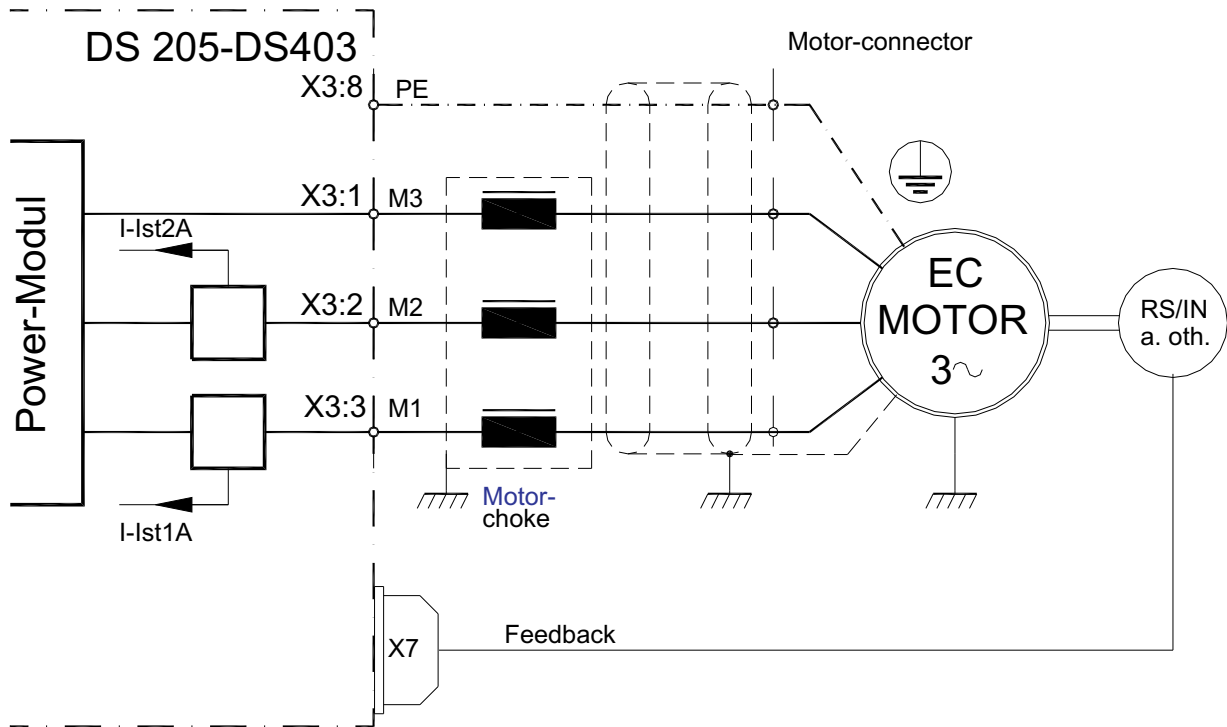 DS 205-DS403
Motor-connector
X3:8
PE
Power-Modul
X3:1
M3
I-Ist2A
X3:2
M2
EC
MOTOR
3~
RS/IN
a. oth.
X3:3
M1
I-Ist1A
Motor-
choke
X7
Feedback